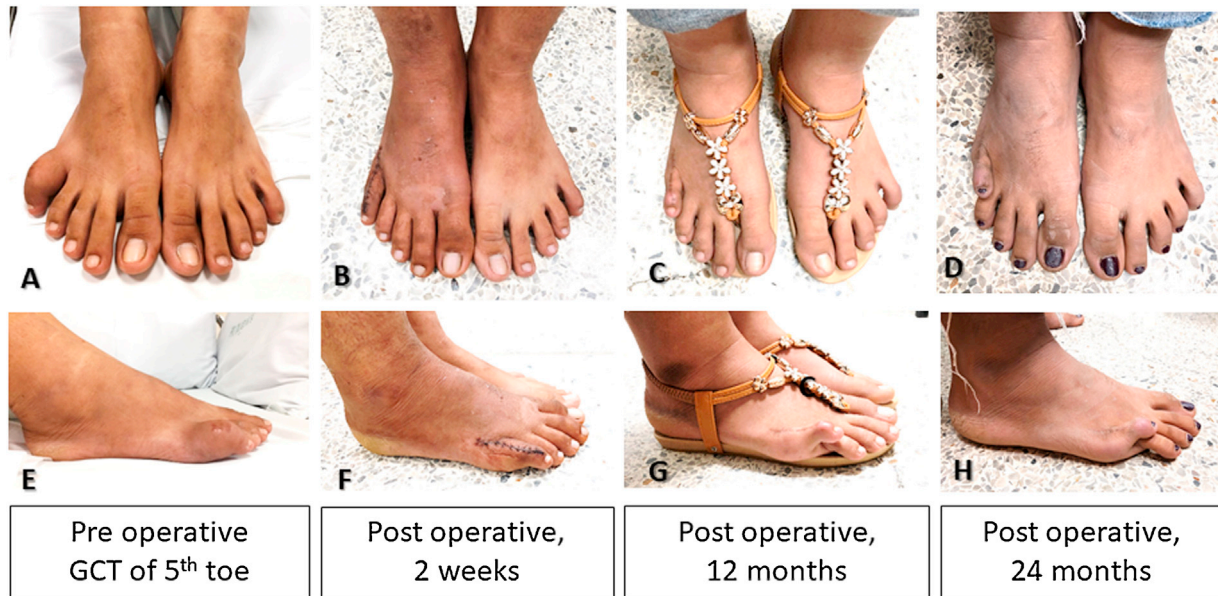 A
B
C
D
E
F
G
H
Pre operative
GCT of 5th toe
Post operative,
2 weeks
Post operative,
12 months
Post operative,
24 months